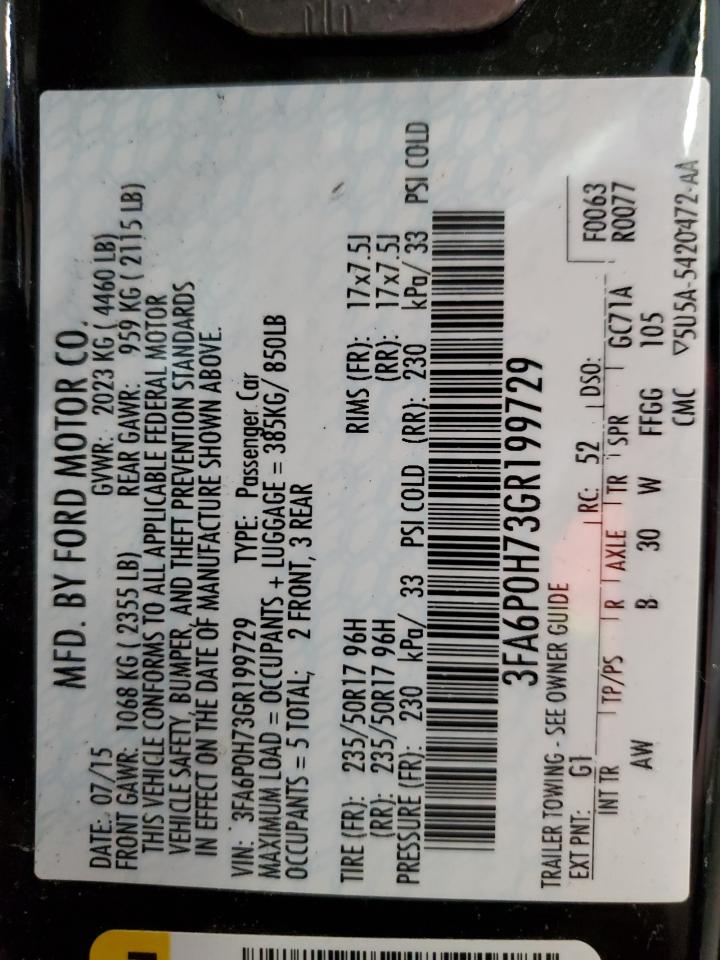 MFD. BY FORD MOTOR CO.
DATE: 07/15 GVWR: 2023 KG ( 4460 LB)
FRONT GAWR: 1068 KG ( 2355 LB) REAR GAWR: 959 KG ( 2115 LB)
THIS VEHICLE CONFORMS TO ALL APPLICABLE FEDERAL MOTOR
VEHICLE SAFETY, BUMPER, AND THEFT PREVENTION STANDARDS
IN EFFECT ON THE DATE OF MANUFACTURE SHOWN ABOVE.
VIN: 3FA6P0H73GR199729 TYPE: Passenger Car
MAXIMUM LOAD = OCCUPANTS + LUGGAGE = 385KG/ 850LB
OCCUPANTS = 5 TOTAL; 2 FRONT, 3 REAR
TIRE (FR): 235/50R17 96H RIMS (FR): 17x7.5J
(RR): 235/50R17 96H (RR): 17x7.5J
PRESSURE (FR): 230 kPa/ 33 PSI COLD (RR): 230 kPa/ 33 PSI COLD
3FA6P0H73GR199729
TRAILER TOWING - SEE OWNER GUIDE F0063
EXT PNT: G1 RC: 52 DSO: R0077
INT TR TP/PS R AXLE TR SPR GC71A
AW B 30 W FFGG 105
CMC ▽5U5A-5420472-AA